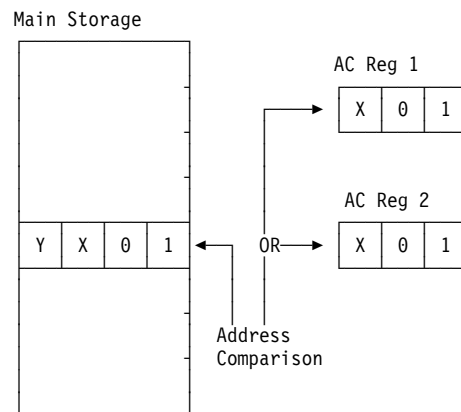 Main Storage
AC Reg 1
X 0 1
AC Reg 2
Y X 0 1
OR
X 0 1
Address
Comparison